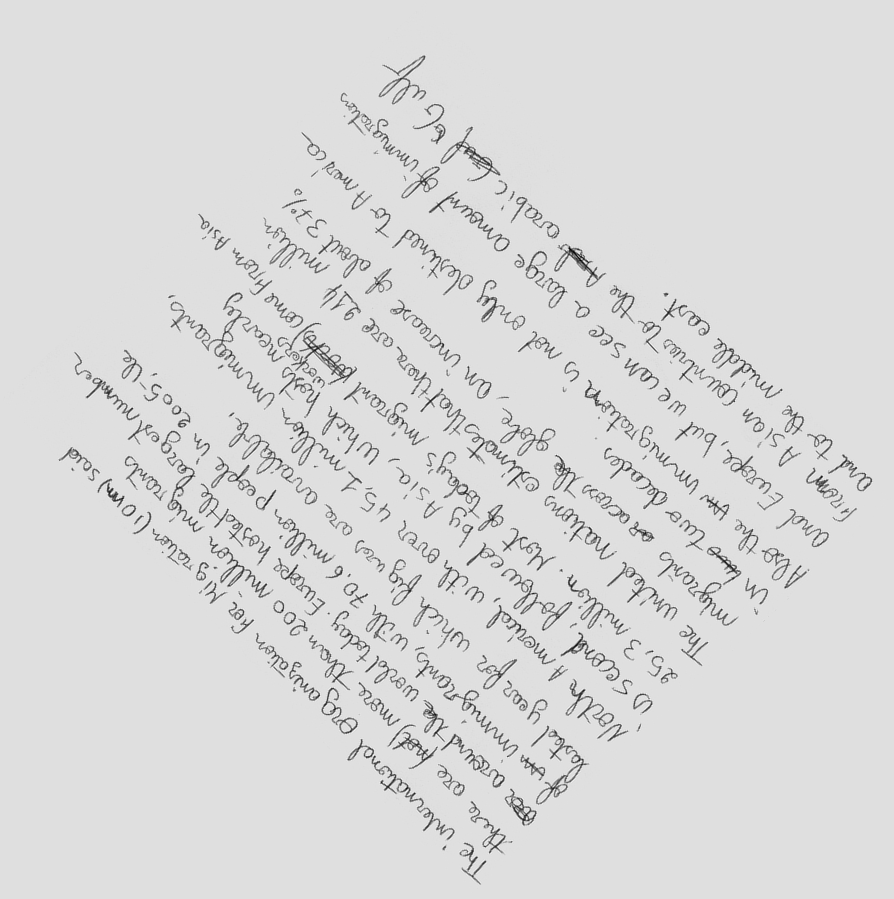 The international Organization for Migration (IOM) said
there are more than 200 million migrants
around the world today. Europe hosted the largest number
of immigrants, with 70,6 million people in 2005, the
lasted year for which figures are available,
North America, with over 45,1 million immigrants,
is second, followed by Asia, which hosts nearly
25,3 million. Most of today's migrant workers come from Asia
The united nations estimates that there are 214 million
migrants across the globe, an increase of about 37%
in two decades
Also the immigration is not only destined to America
and Europe, but we can see a large amount of immigration
from Asian countries to the arabic Gulf
and to the middle east.